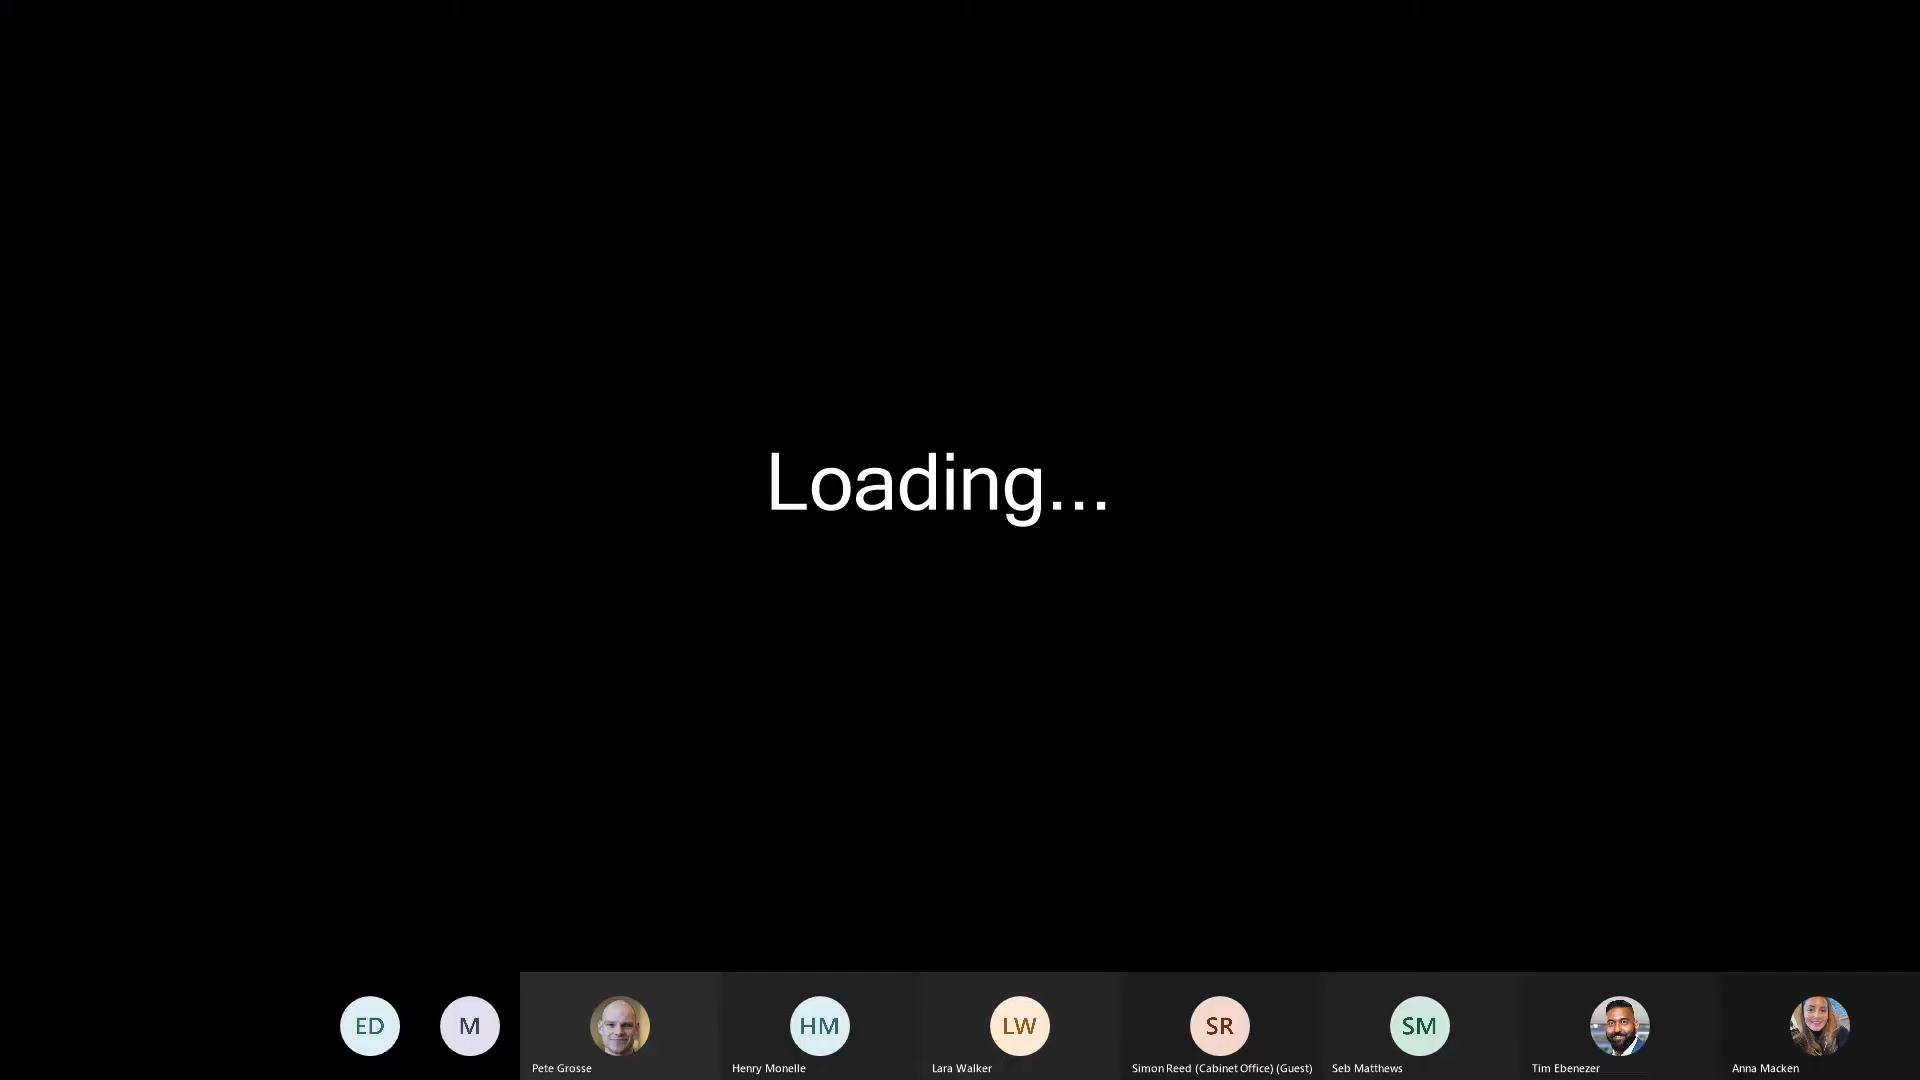 Loading...
ED
M
HM
LW
SR
SM
Pete Grosse
Henry Monelle
Lara Walker
Simon Reed (Cabinet Office) (Guest)
Seb Matthews
Tim Ebenezer
Anna Macken